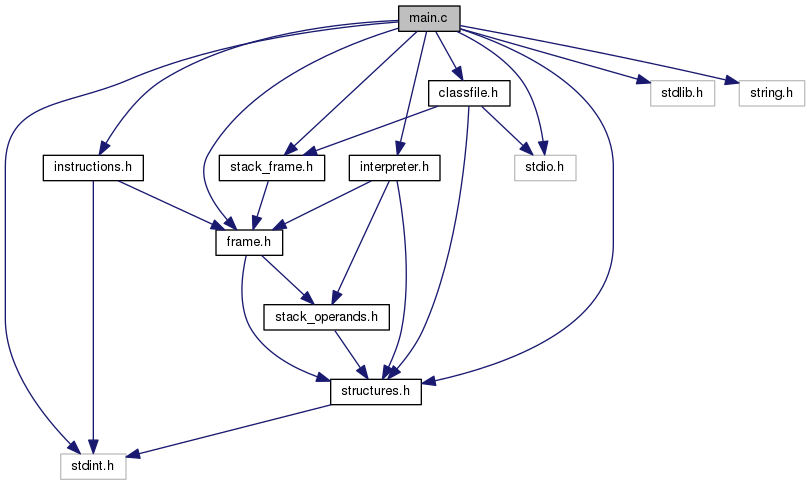 main.c
classfile.h
stdlib.h
string.h
instructions.h
stack_frame.h
interpreter.h
stdio.h
frame.h
stack_operands.h
structures.h
stdint.h